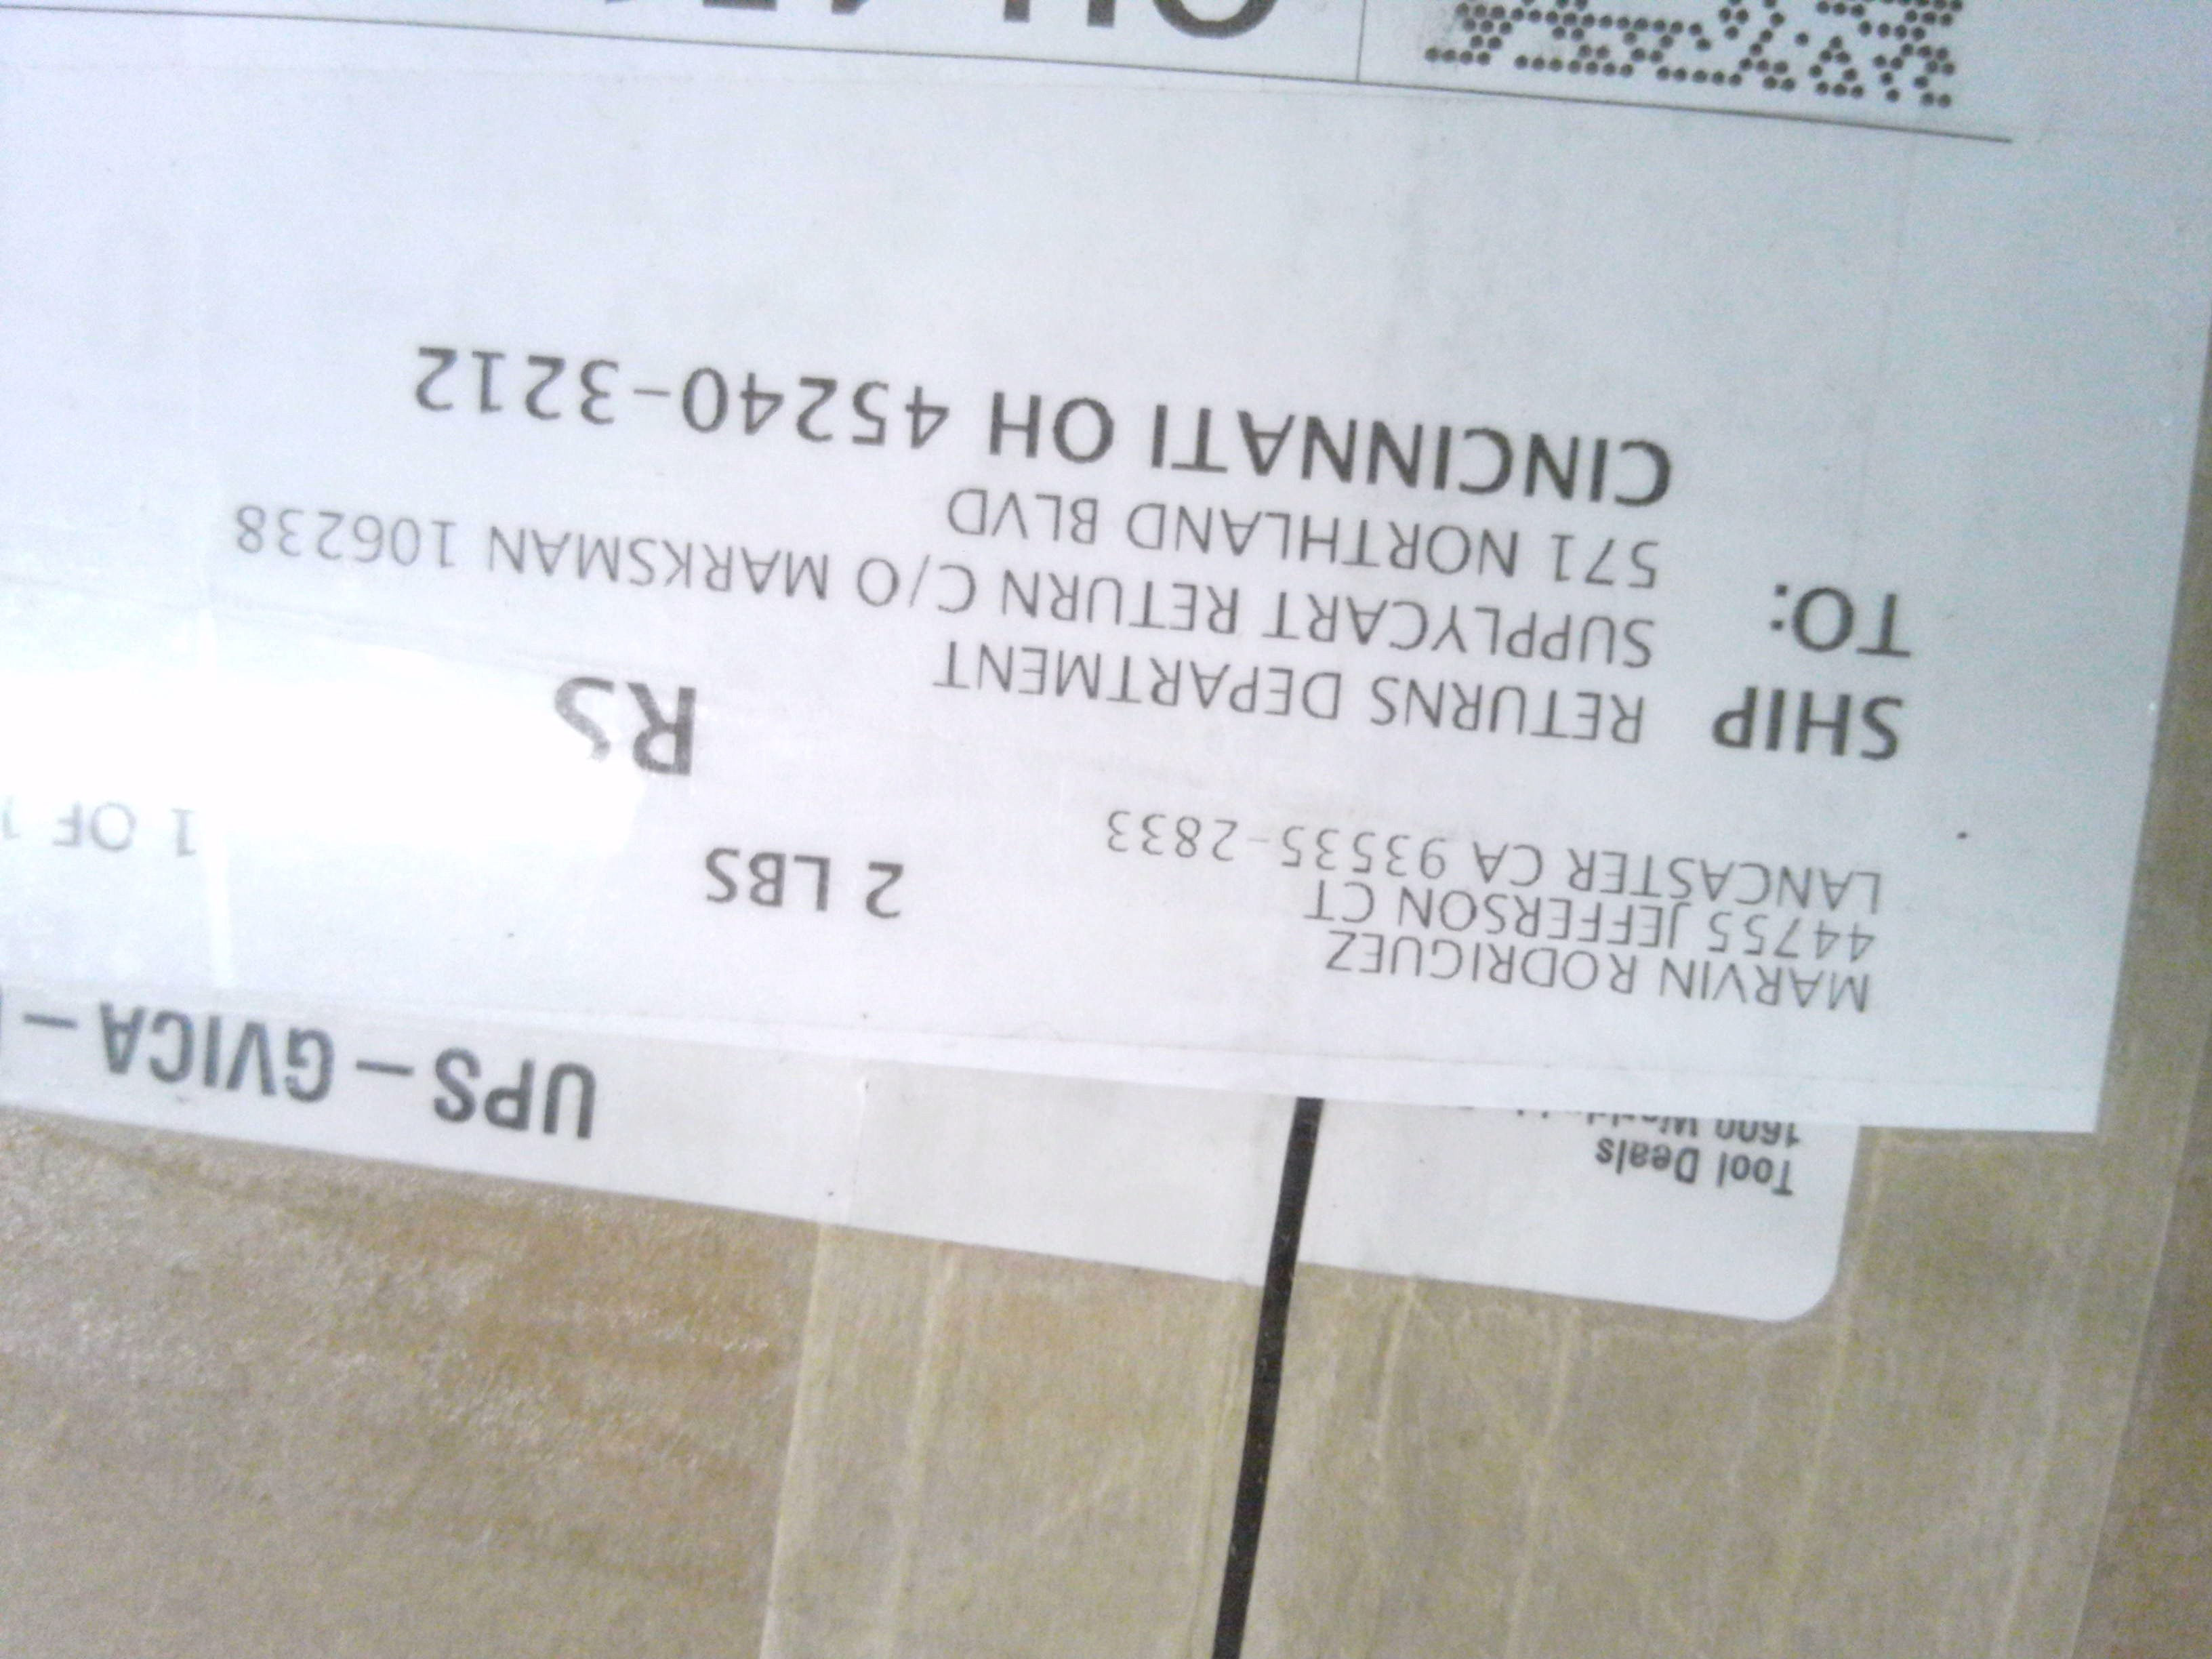 Tool Deals
UPS – GVICA –
MARVIN RODRIGUEZ
44755 JEFFERSON CT
LANCASTER CA 93535-2833
2 LBS
1 OF
RS
SHIP
TO:
RETURNS DEPARTMENT
SUPPLYCART RETURN C/O MARKSMAN 106238
571 NORTHLAND BLVD
CINCINNATI OH 45240-3212